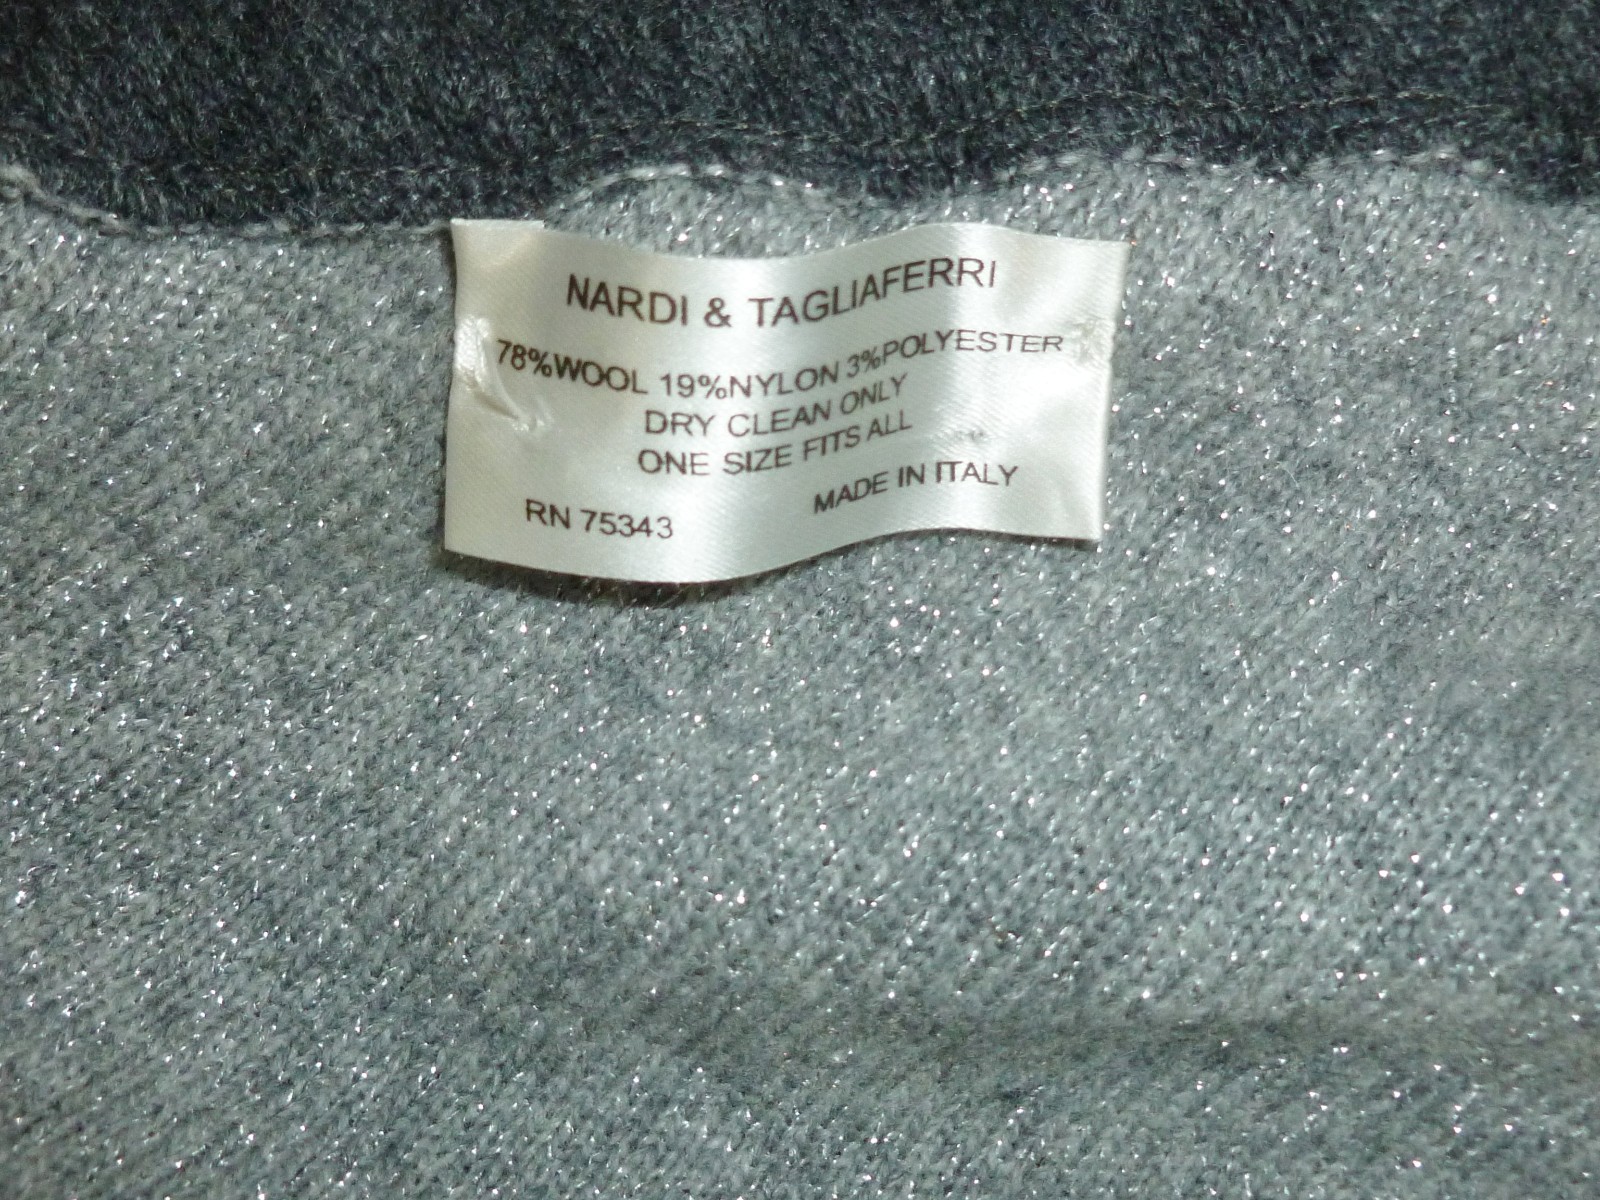 NARDI & TAGLIAFERRI
78%WOOL 19%NYLON 3%POLYESTER
DRY CLEAN ONLY
ONE SIZE FITS ALL
RN 75343 MADE IN ITALY